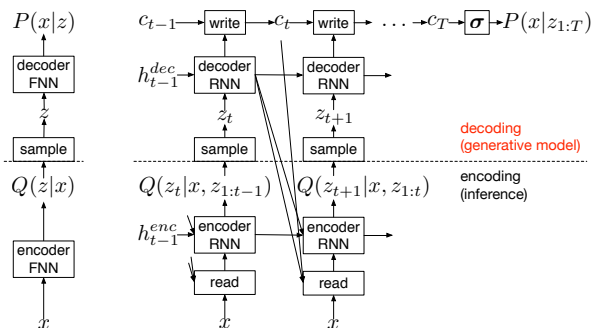 P(x|z)
decoder
FNN
z
sample
Q(z|x)
encoder
FNN
x
c_{t-1} write c_t write . . . c_T σ P(x|z_{1:T})
h_{t-1}^{dec} decoder
RNN
decoder
RNN
z_t z_{t+1}
sample sample
decoding
(generative model)
Q(z_t|x, z_{1:t-1}) Q(z_{t+1}|x, z_{1:t})
encoding
(inference)
h_{t-1}^{enc} encoder
RNN
encoder
RNN
read read
x x